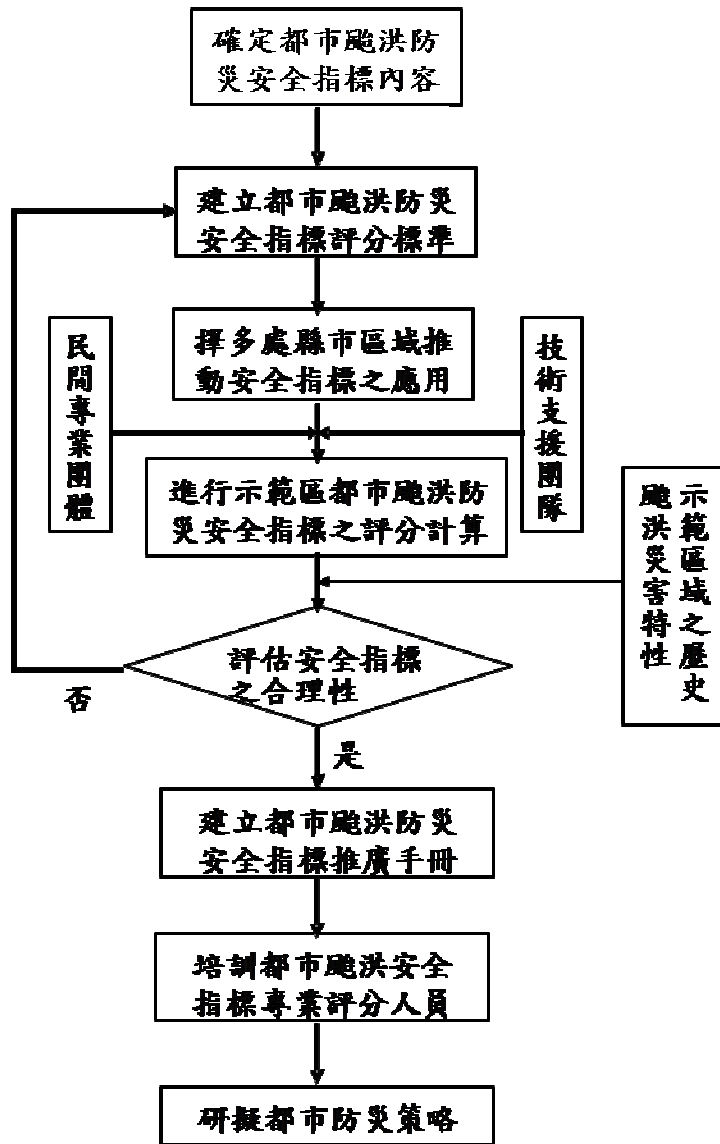 確定都市颱洪防
災安全指標內容
建立都市颱洪防災
安全指標評分標準
擇多處縣市區域推
動安全指標之應用
民間專業團體
技術支援團隊
進行示範區都市颱洪防
災安全指標之評分計算
示範區域之歷史
颱洪災害特性
評估安全指標
之合理性
否
是
建立都市颱洪防災
安全指標推廣手冊
培訓都市颱洪安全
指標專業評分人員
研擬都市防災策略